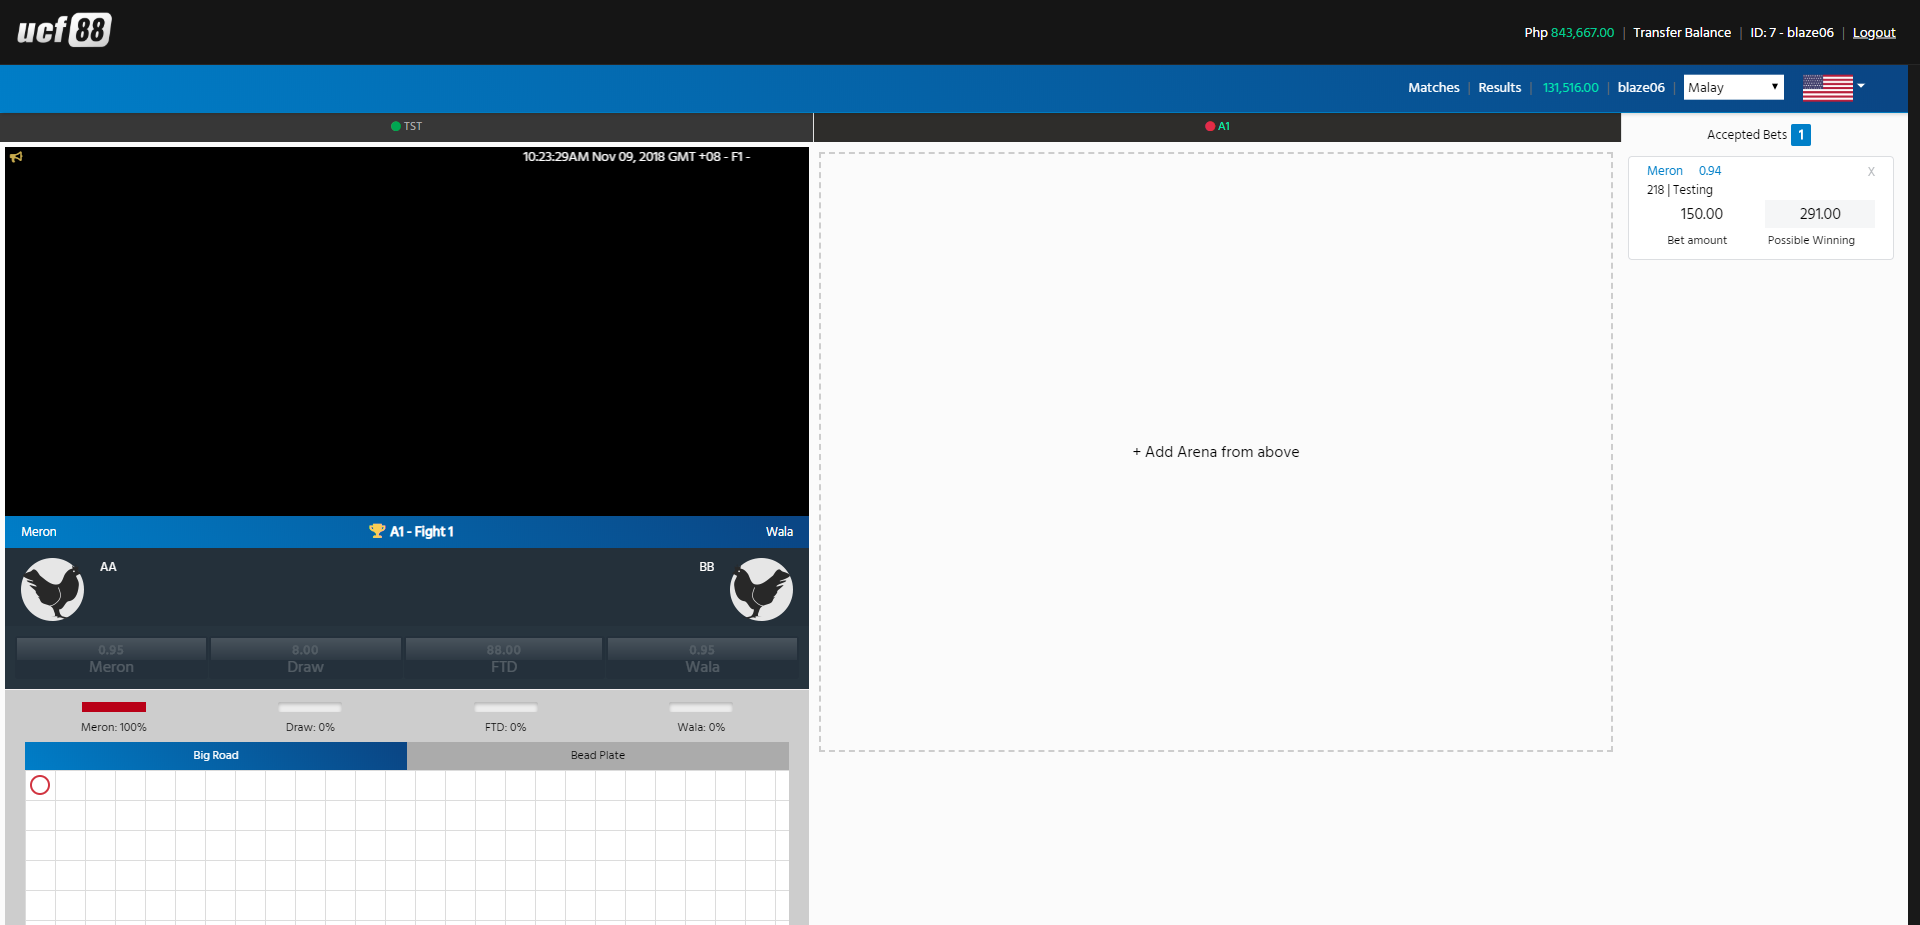 ucf 88
Php 843,667.00 | Transfer Balance | ID: 7 - blaze06 | Logout
Matches | Results | 131,516.00 | blaze06 | Malay
TST
A1
Accepted Bets 1
10:23:29AM Nov 09, 2018 GMT +08 - F1 -
Meron 0.94 X
218 | Testing
150.00 291.00
Bet amount Possible Winning
+ Add Arena from above
Meron A1 - Fight 1 Wala
AA BB
0.95 8.00 88.00 0.95
Meron Draw FTD Wala
Meron: 100% Draw: 0% FTD: 0% Wala: 0%
Big Road Bead Plate